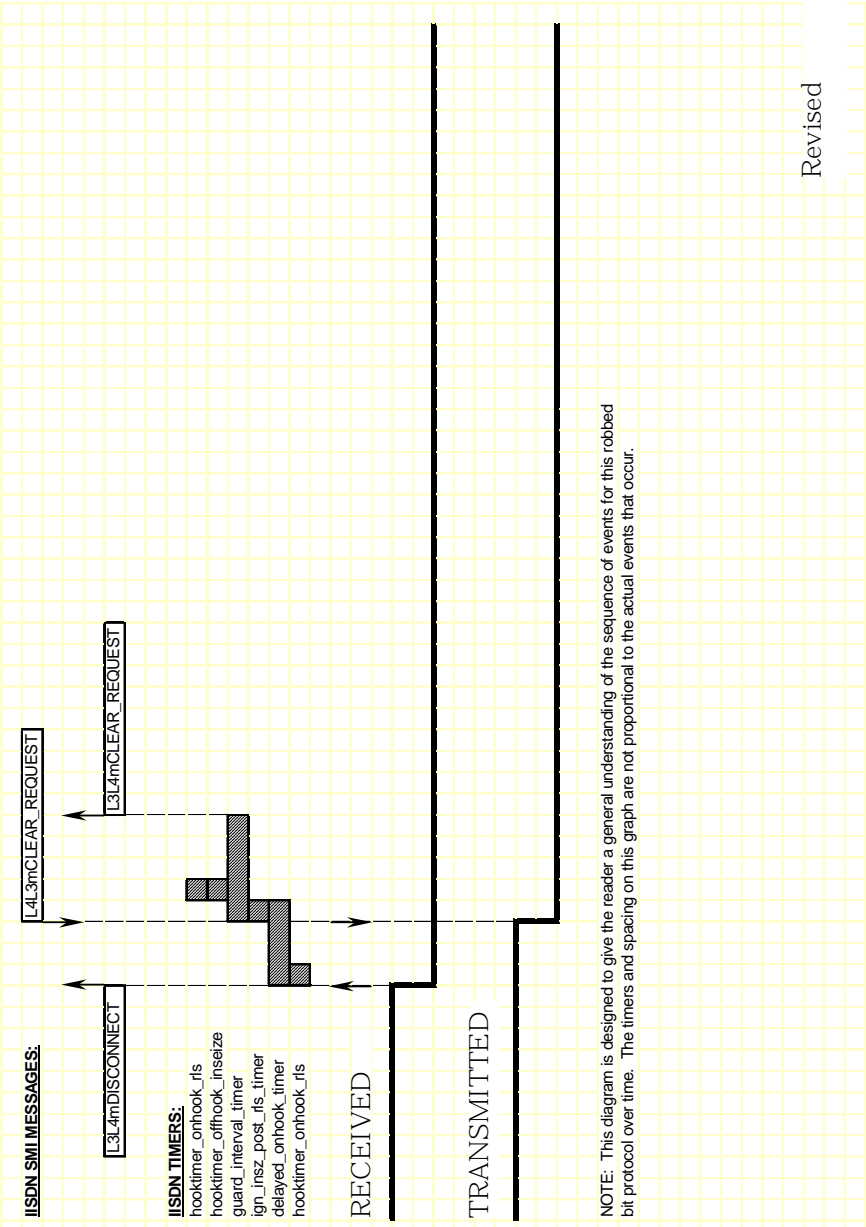 IISDN SMI MESSAGES:
L4L3mCLEAR_REQUEST
L3L4mDISCONNECT
L3L4mCLEAR_REQUEST
IISDN TIMERS:
hooktimer_onhook_rls
hooktimer_offhook_inseize
guard_interval_timer
ign_insz_post_rls_timer
delayed_onhook_timer
hooktimer_onhook_rls
RECEIVED
TRANSMITTED
NOTE: This diagram is designed to give the reader a general understanding of the sequence of events for this robbed
bit protocol over time. The timers and spacing on this graph are not proportional to the actual events that occur.
Revised